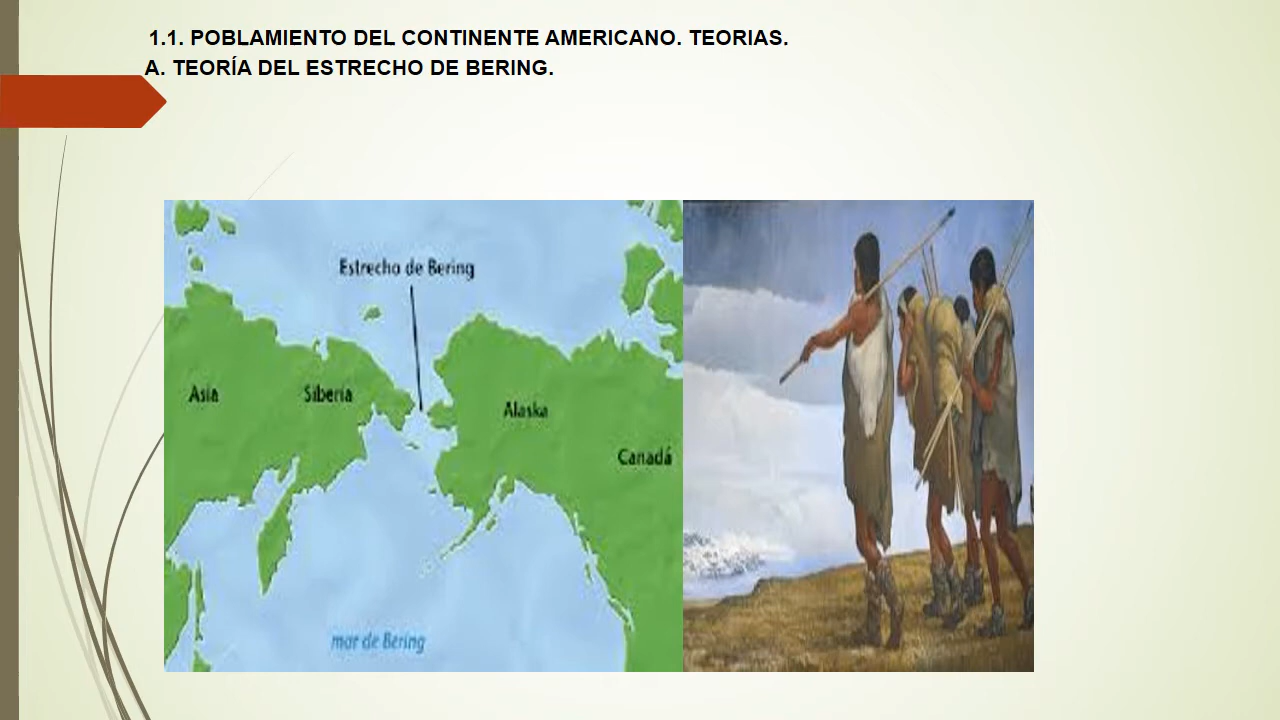 1.1. POBLAMIENTO DEL CONTINENTE AMERICANO. TEORIAS.
A. TEORÍA DEL ESTRECHO DE BERING.
Estrecho de Bering
Asia
Siberia
Alaska
Canadá
mar de Bering